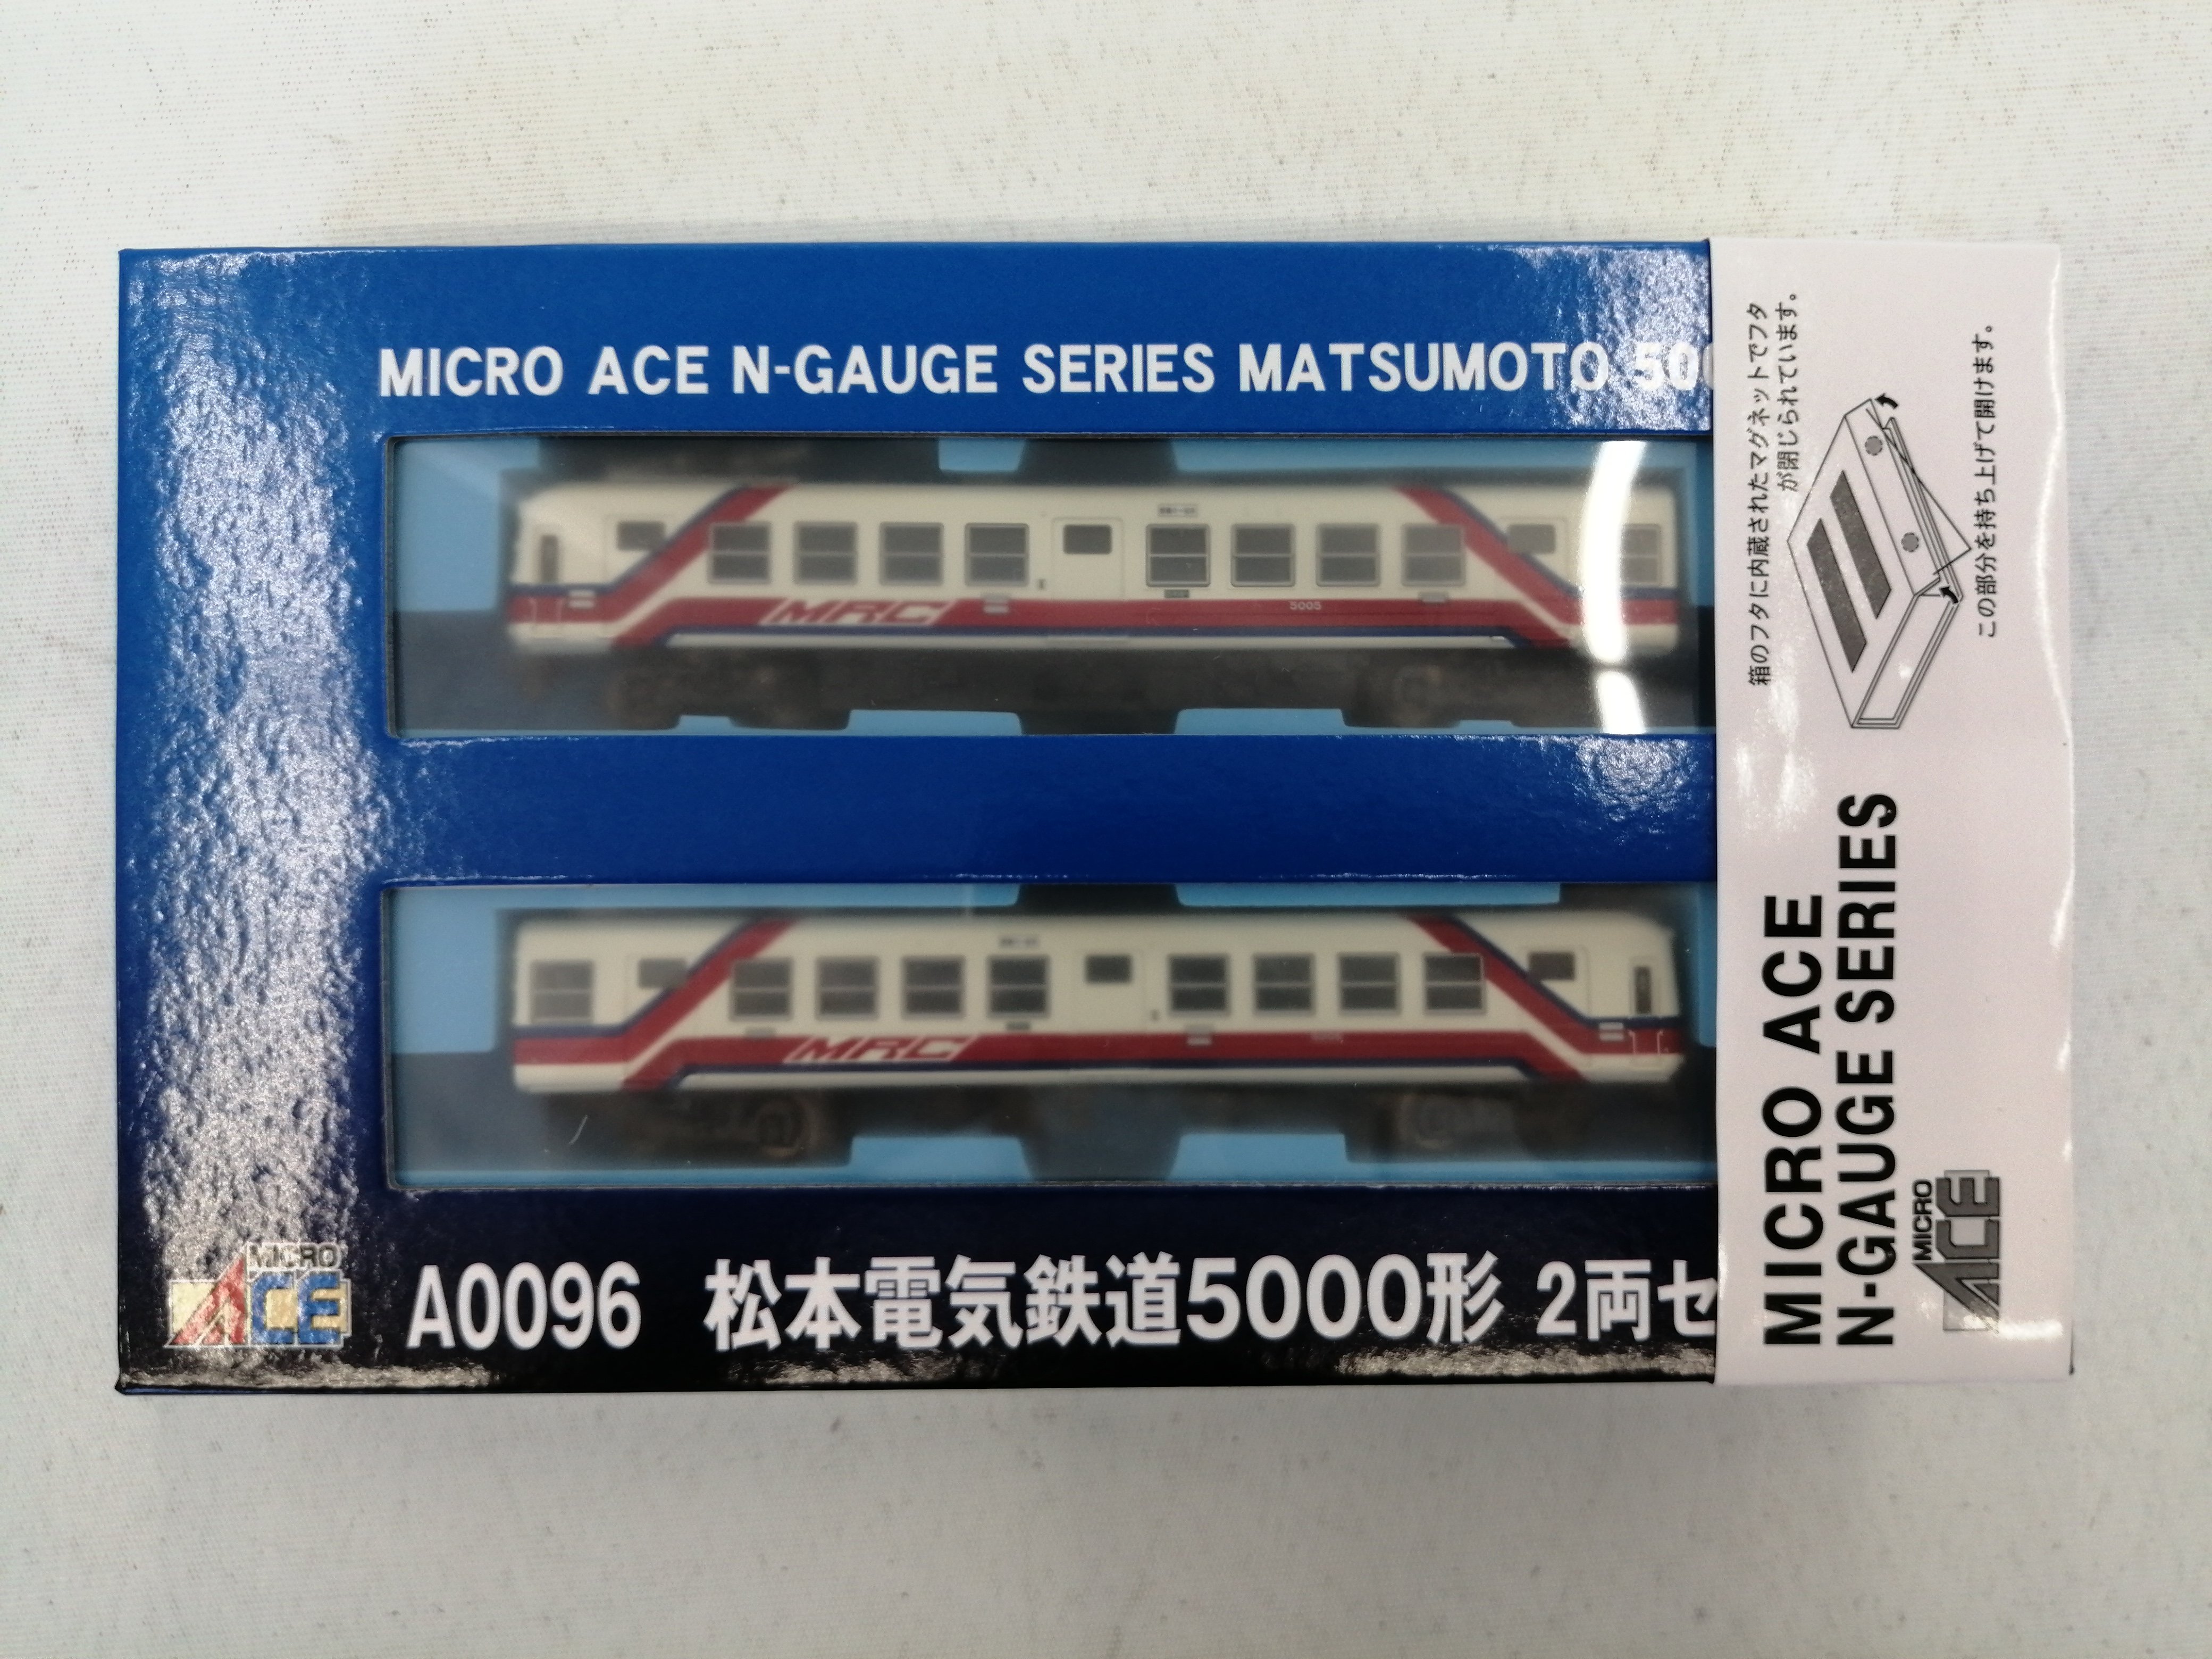 MICRO ACE N-GAUGE SERIES MATSUMOTO 500
MRC
5005
MRC
MICRO
ACE
A0096 松本電気鉄道5000形 2両セ
箱のフタに内蔵されたマグネットでフタ
が閉じられています。
この部分を持ち上げて開けます。
MICRO ACE
N-GAUGE SERIES
MICRO
ACE